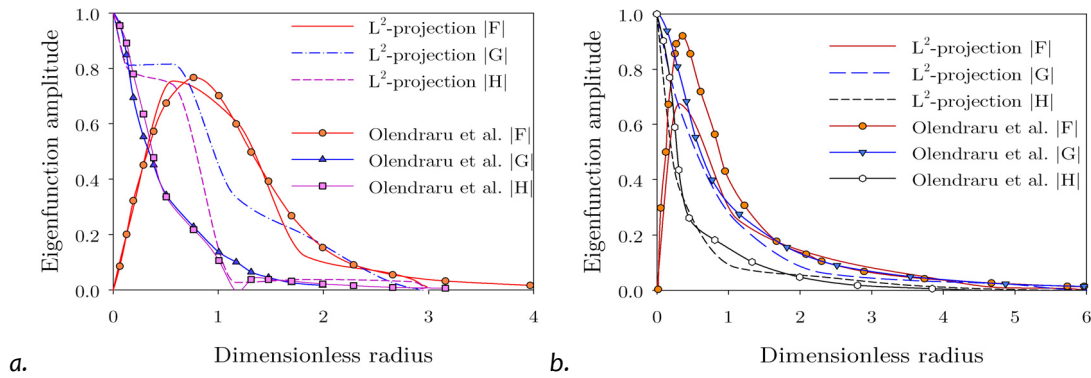 Eigenfunction amplitude
1.0
0.8
0.6
0.4
0.2
0.0
L²-projection |F|
L²-projection |G|
L²-projection |H|
Olendraru et al. |F|
Olendraru et al. |G|
Olendraru et al. |H|
0 1 2 3 4
Dimensionless radius
a.
Eigenfunction amplitude
1.0
0.8
0.6
0.4
0.2
0.0
L²-projection |F|
L²-projection |G|
L²-projection |H|
Olendraru et al. |F|
Olendraru et al. |G|
Olendraru et al. |H|
0 1 2 3 4 5 6
Dimensionless radius
b.